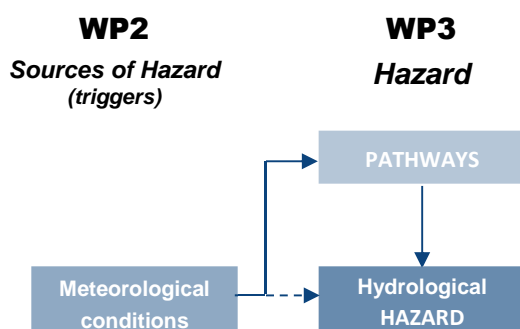 WP2
Sources of Hazard
(triggers)
WP3
Hazard
PATHWAYS
Meteorological
conditions
Hydrological
HAZARD